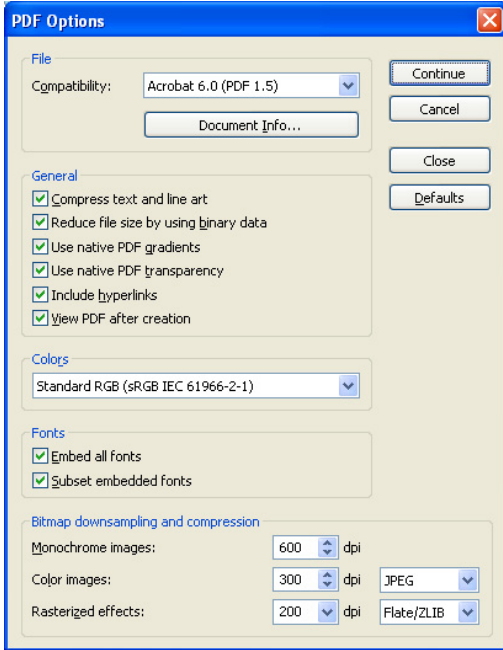 PDF Options
File
Compatibility: Acrobat 6.0 (PDF 1.5)
Document Info...
Continue
Cancel
Close
Defaults
General
Compress text and line art
Reduce file size by using binary data
Use native PDF gradients
Use native PDF transparency
Include hyperlinks
View PDF after creation
Colors
Standard RGB (sRGB IEC 61966-2-1)
Fonts
Embed all fonts
Subset embedded fonts
Bitmap downsampling and compression
Monochrome images: 600 dpi
Color images: 300 dpi JPEG
Rasterized effects: 200 dpi Flate/ZLIB